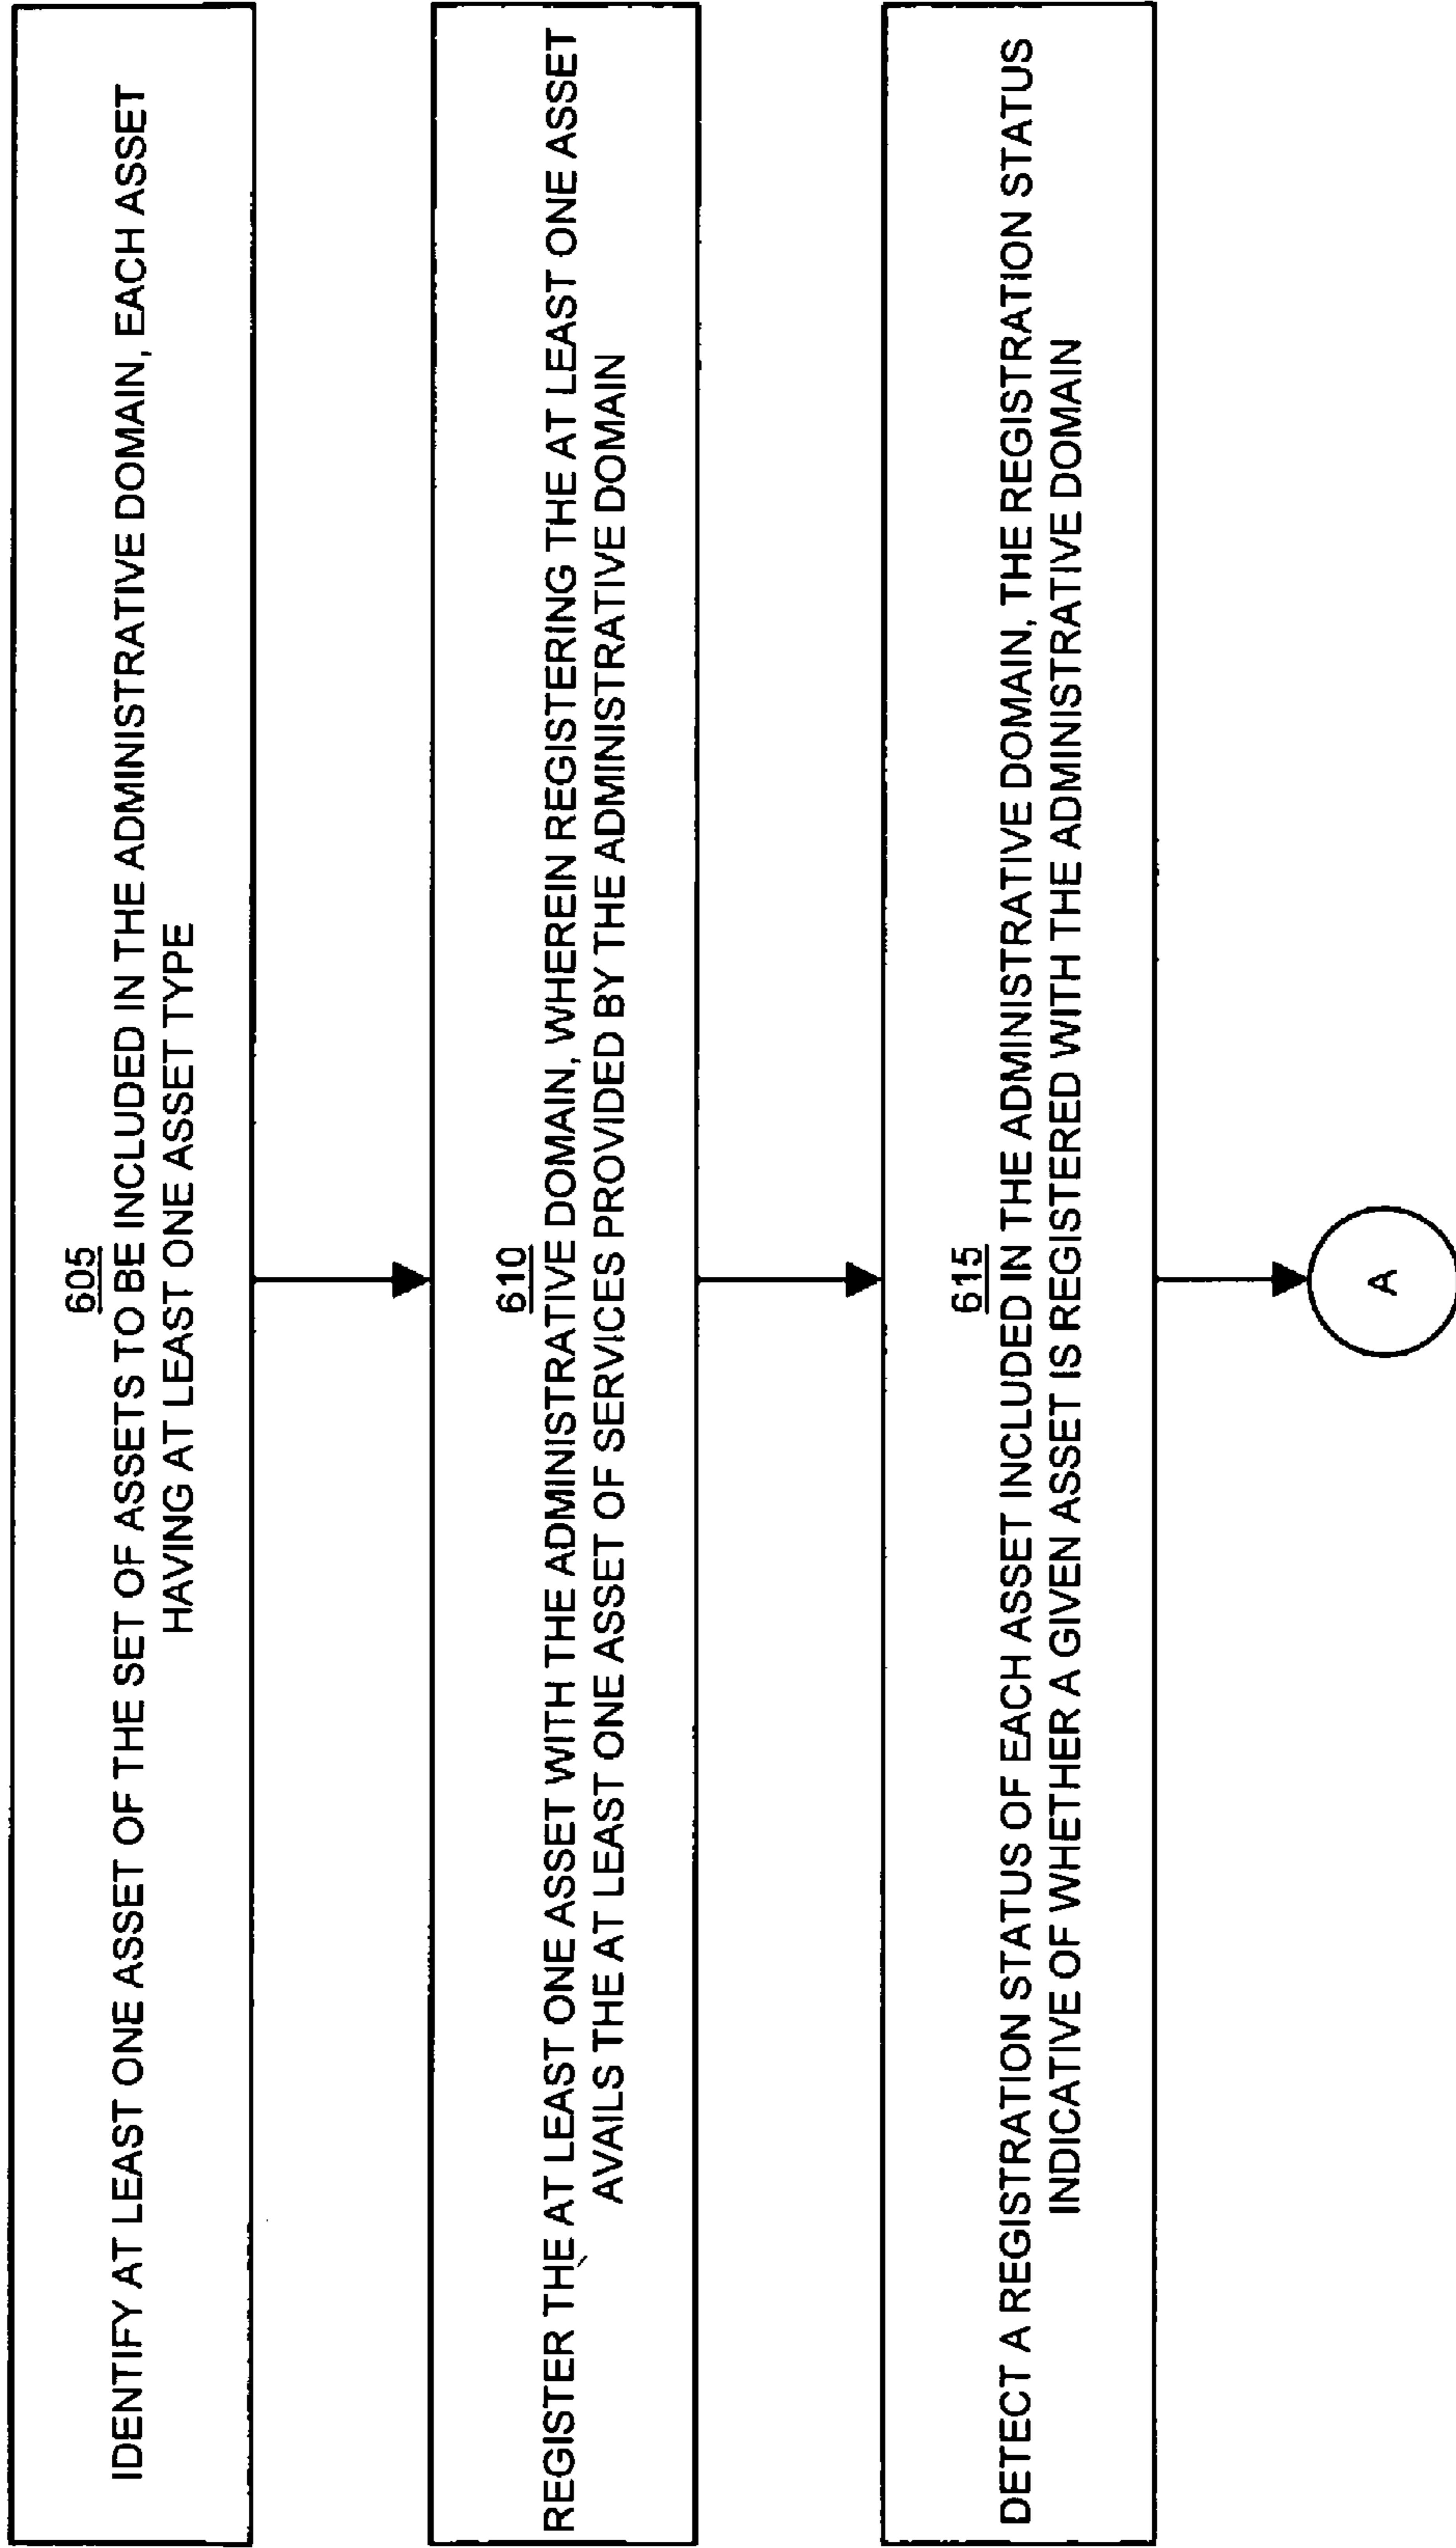 605
IDENTIFY AT LEAST ONE ASSET OF THE SET OF ASSETS TO BE INCLUDED IN THE ADMINISTRATIVE DOMAIN, EACH ASSET
HAVING AT LEAST ONE ASSET TYPE
610
REGISTER THE AT LEAST ONE ASSET WITH THE ADMINISTRATIVE DOMAIN, WHEREIN REGISTERING THE AT LEAST ONE ASSET
AVAILS THE AT LEAST ONE ASSET OF SERVICES PROVIDED BY THE ADMINISTRATIVE DOMAIN
615
DETECT A REGISTRATION STATUS OF EACH ASSET INCLUDED IN THE ADMINISTRATIVE DOMAIN, THE REGISTRATION STATUS
INDICATIVE OF WHETHER A GIVEN ASSET IS REGISTERED WITH THE ADMINISTRATIVE DOMAIN
A